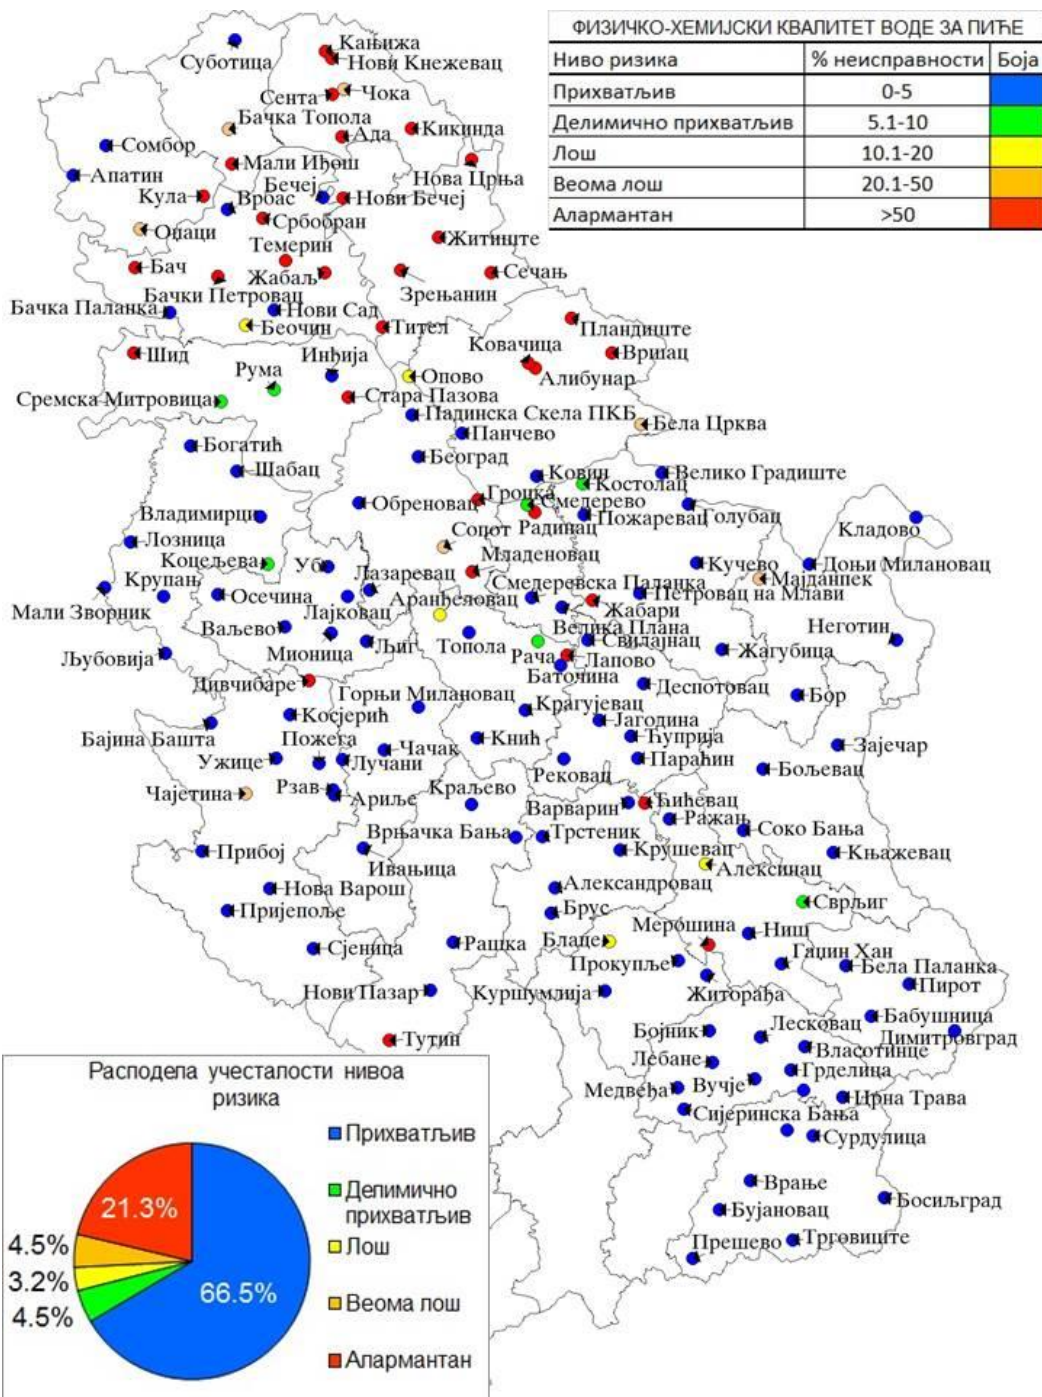 ФИЗИЧКО-ХЕМИЈСКИ КВАЛИТЕТ ВОДЕ ЗА ПИЋЕ
Ниво ризика % неисправности Боја
Прихватљив 0-5
Делимично прихватљив 5.1-10
Лош 10.1-20
Веома лош 20.1-50
Алармантан >50
Суботица
Кањижа
Нови Кнежевац
Сента
Чока
Бачка Топола
Ада
Кикинда
Сомбор
Апатин
Мали Иђош
Нова Црња
Кула
Бечеј
Врбас
Нови Бечеј
Србобран
Оџаци
Темерин
Житиште
Бач
Жабаљ
Зрењанин
Сечањ
Бачки Петровац
Бачка Паланка
Нови Сад
Беочин
Тител
Пландиште
Ковачица
Вршац
Алибунар
Шид
Рума
Инђија
Опово
Сремска Митровица
Стара Пазова
Падинска Скела ПКБ
Бела Црква
Панчево
Богатић
Београд
Шабац
Ковин
Велико Градиште
Костолац
Обреновац
Гроцка
Смедерево
Голубац
Владимирци
Радинац
Пожаревац
Кладово
Лозница
Сопот
Коцељева
Уб
Младеновац
Кучево
Доњи Милановац
Мајданпек
Крупањ
Лазаревац
Смедеревска Паланка
Мали Зворник
Осечина
Лајковац
Аранђеловац
Петровац на Млави
Жабари
Велика Плана
Ваљево
Неготин
Мионица
Љиг
Топола
Свилајнац
Жагубица
Љубовија
Рача
Лапово
Баточина
Дивчибаре
Горњи Милановац
Деспотовац
Бор
Косјерић
Крагујевац
Јагодина
Бајина Башта
Пожега
Чачак
Кнић
Ћуприја
Зајечар
Ужице
Лучани
Рековац
Параћин
Бољевац
Чајетина
Рзав
Ариље
Краљево
Варварин
Ћићевац
Ражањ
Врњачка Бања
Трстеник
Соко Бања
Прибој
Ивањица
Крушевац
Књажевац
Алексинац
Нова Варош
Александровац
Сврљиг
Пријепоље
Брус
Мерошина
Ниш
Сјеница
Рашка
Блаце
Гаџин Хан
Прокупље
Бела Паланка
Нови Пазар
Куршумлија
Житорађа
Пирот
Бабушница
Тутин
Бојник
Лесковац
Димитровград
Власотинце
Лебане
Грделица
Медвеђа
Вучје
Црна Трава
Сијеринска Бања
Сурдулица
Врање
Босиљград
Бујановац
Прешево
Трговиште
Расподела учесталости нивоа
ризика
21.3%
4.5%
3.2%
4.5%
66.5%
Прихватљив
Делимично
прихватљив
Лош
Веома лош
Алармантан